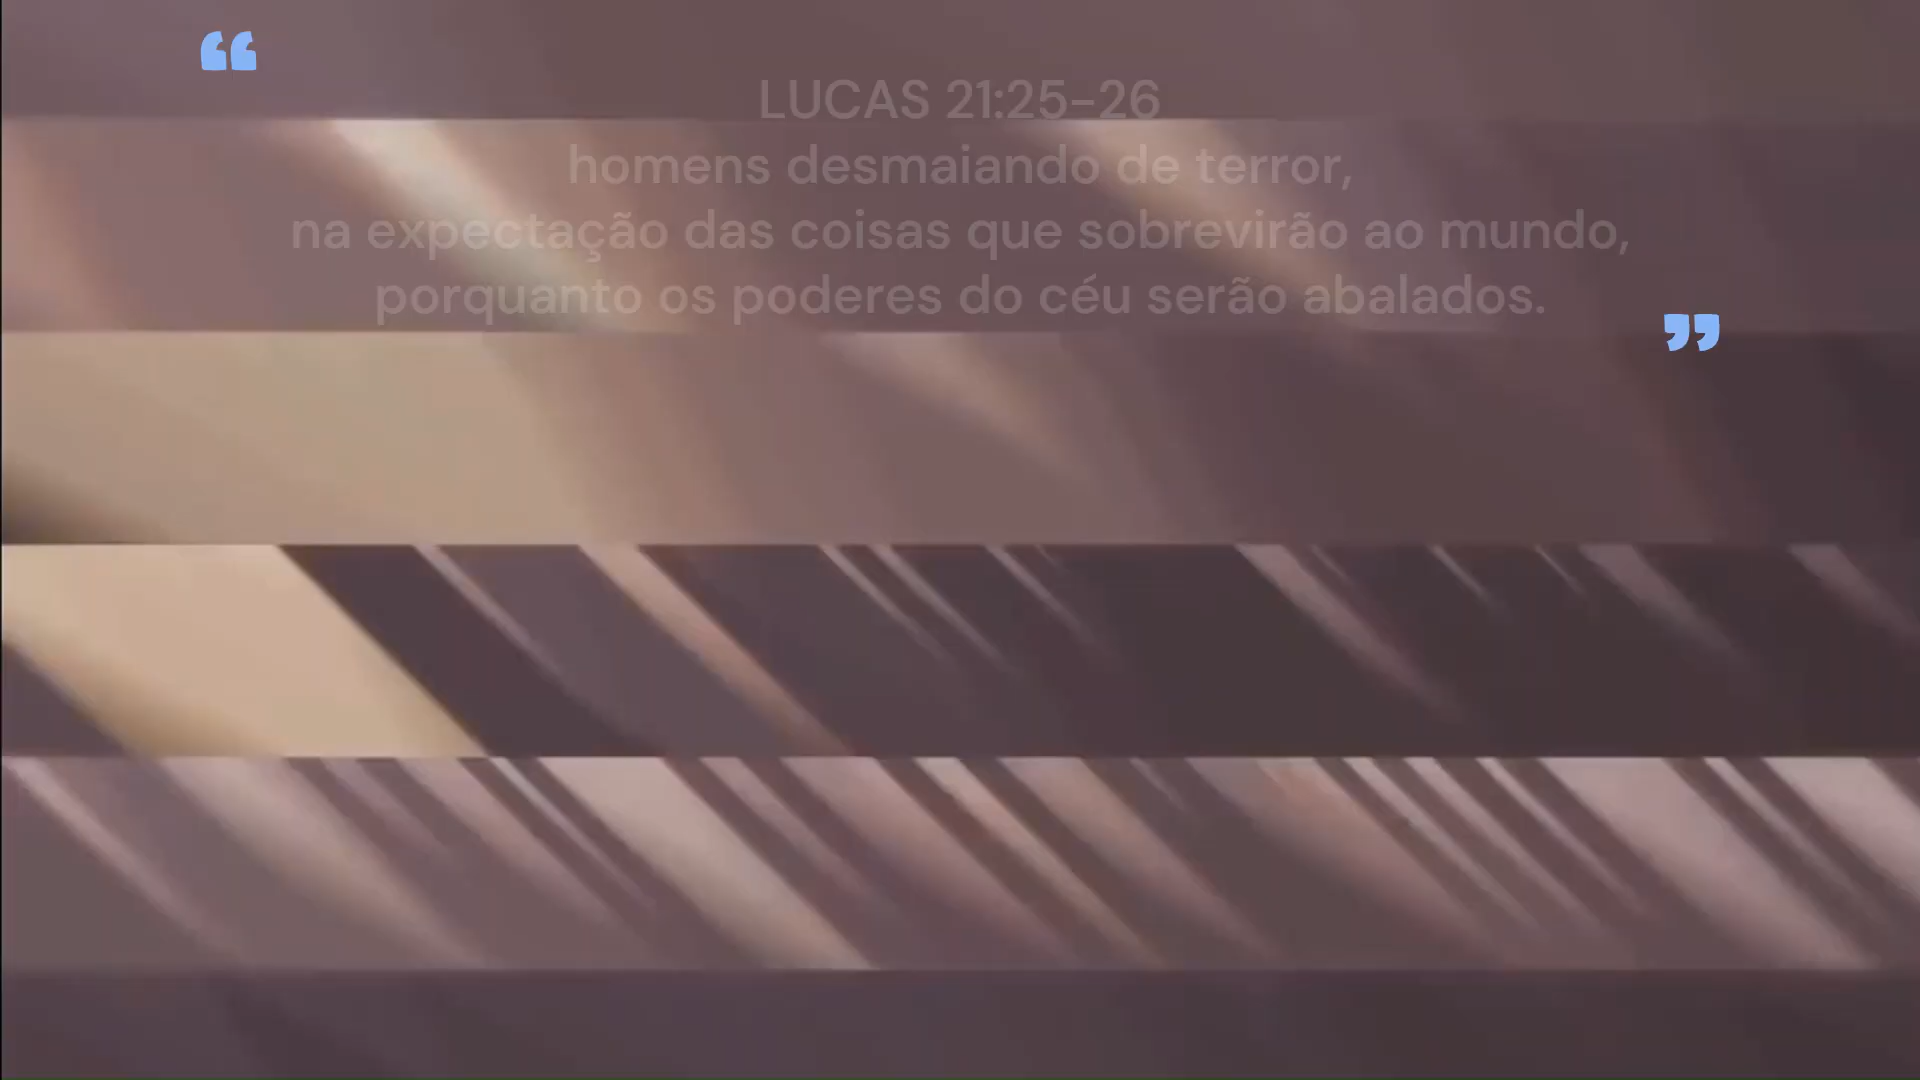 “
LUCAS 21:25-26
homens desmaiando de terror,
na expectação das coisas que sobrevirão ao mundo,
porquanto os poderes do céu serão abalados.
”